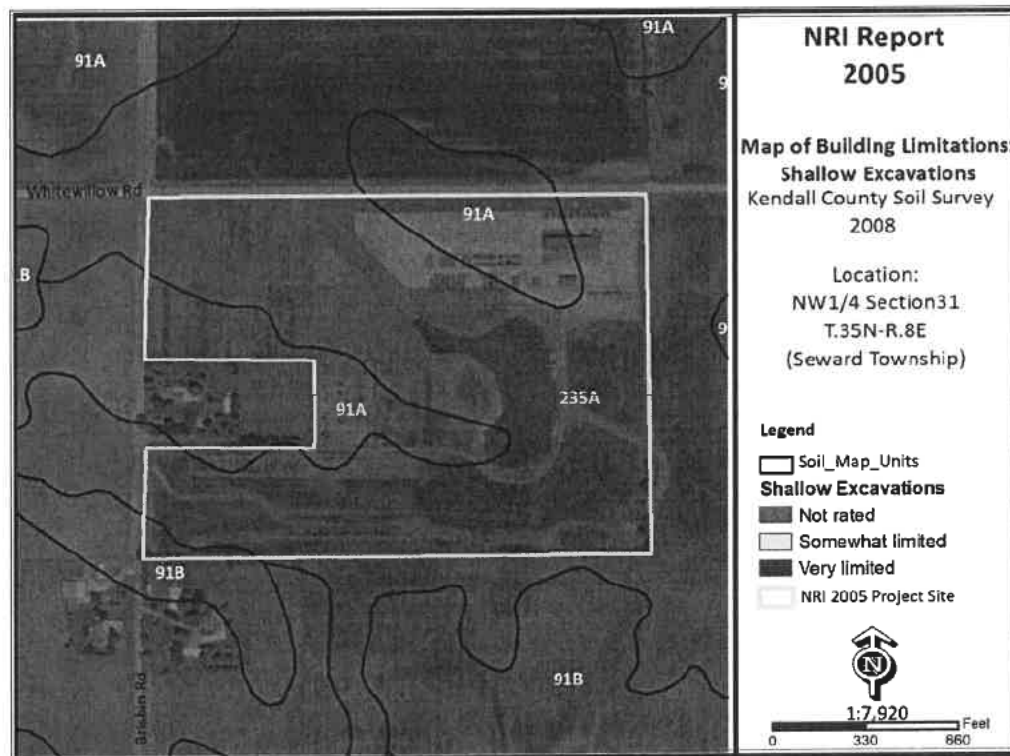 NRI Report
2005
Map of Building Limitations:
Shallow Excavations
Kendall County Soil Survey
2008
Location:
NW1/4 Section31
T.35N-R.8E
(Seward Township)
Legend
Soil_Map_Units
Shallow Excavations
Not rated
Somewhat limited
Very limited
NRI 2005 Project Site
N
1:7,920
Feet
0 330 660
91A
91A
9
Whitewillow Rd
91A
B
9
91A
235A
91B
91B
Brisbin Rd